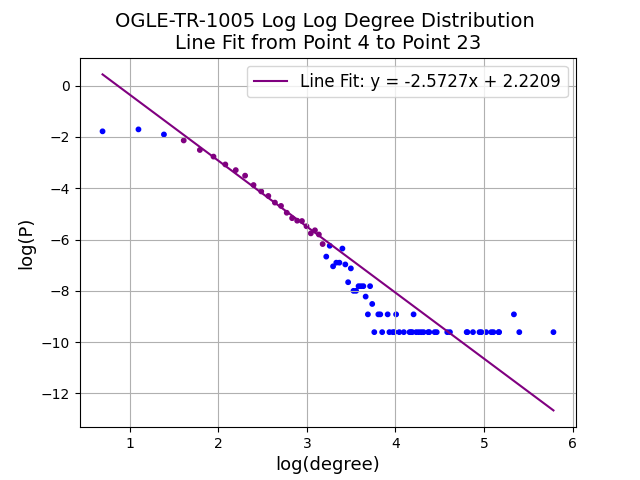 OGLE-TR-1005 Log Log Degree Distribution
Line Fit from Point 4 to Point 23
Line Fit: y = -2.5727x + 2.2209
log(P)
0
−2
−4
−6
−8
−10
−12
1 2 3 4 5 6
log(degree)